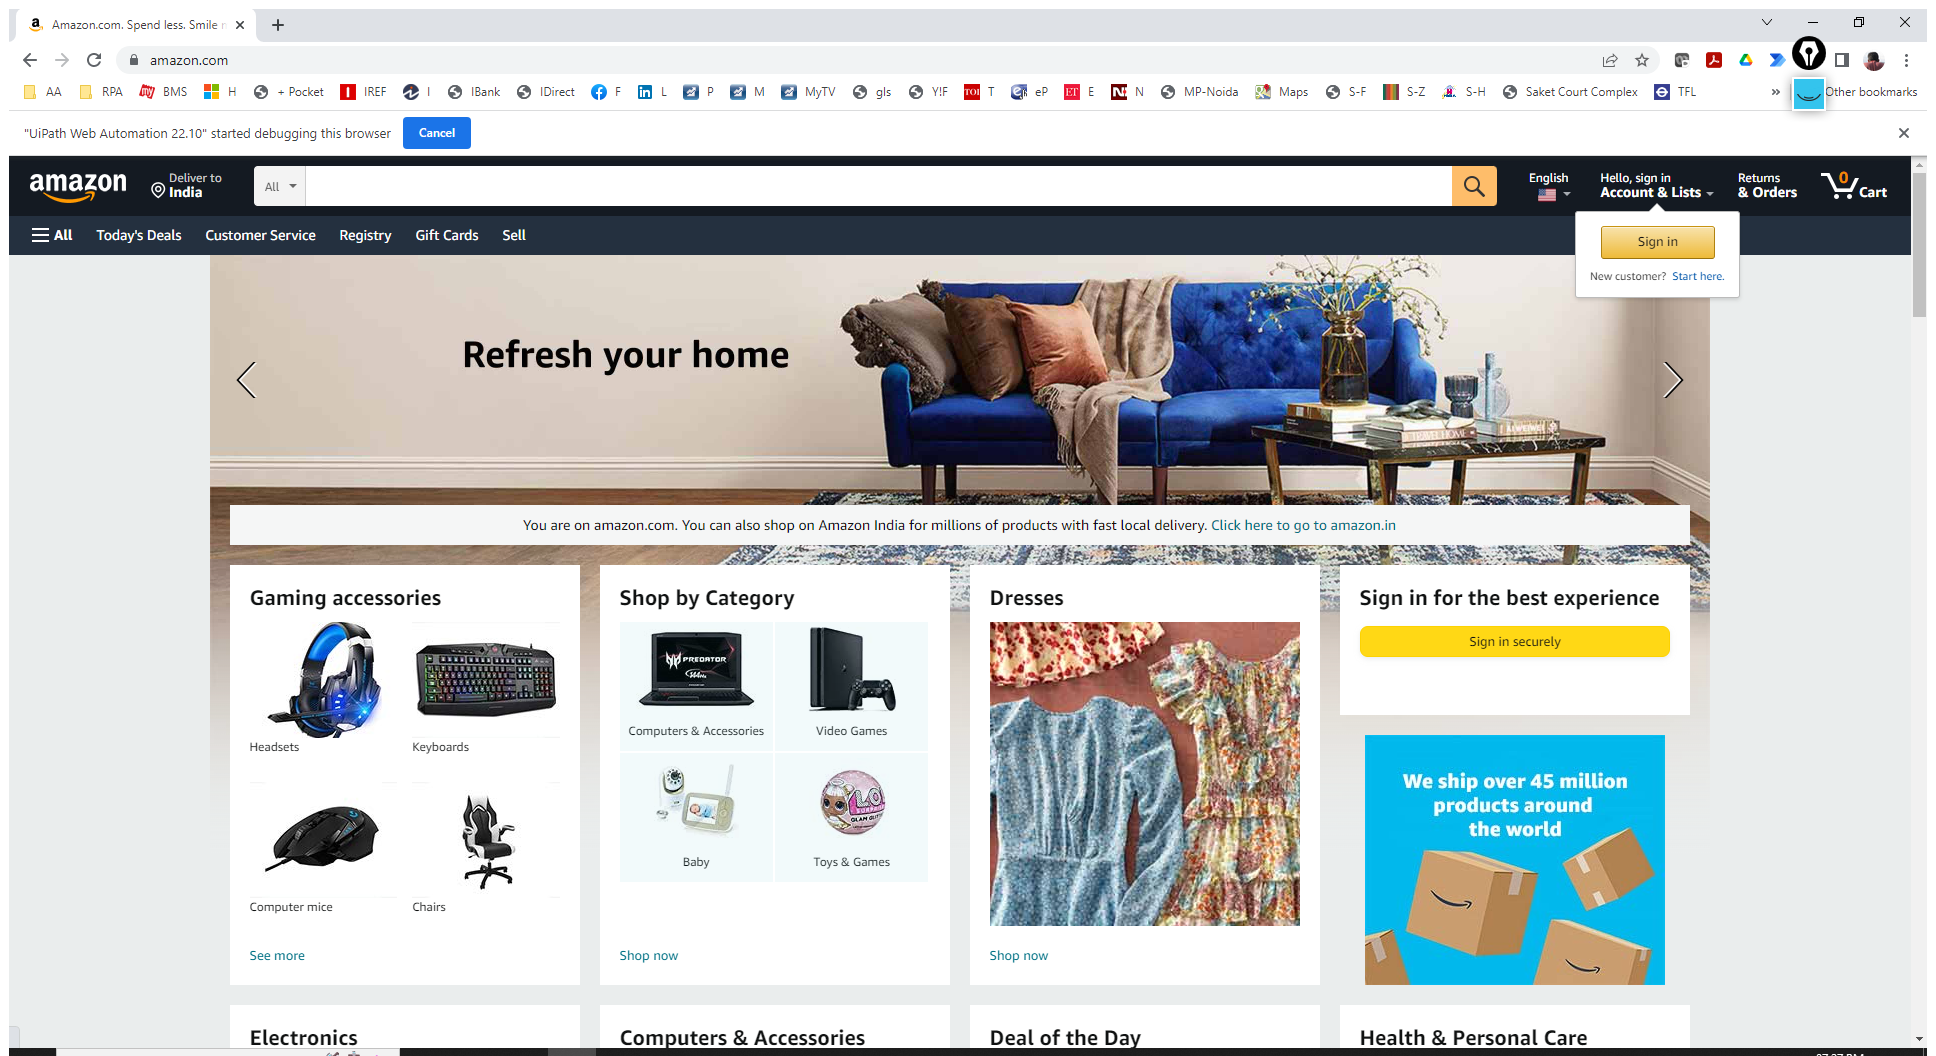 Amazon.com. Spend less. Smile
amazon.com
AA RPA BMS H + Pocket IREF I IBank IDirect F L P M MyTV gls Y!F T eP E N MP-Noida Maps S-F S-Z S-H Saket Court Complex TFL » Other bookmarks
"UiPath Web Automation 22.10" started debugging this browser Cancel
amazon
Deliver to
India
All
English
Hello, sign in
Account & Lists
Returns
& Orders
0
Cart
All Today's Deals Customer Service Registry Gift Cards Sell
Sign in
New customer? Start here.
Refresh your home
You are on amazon.com. You can also shop on Amazon India for millions of products with fast local delivery. Click here to go to amazon.in
Gaming accessories
Headsets
Keyboards
Computer mice
Chairs
See more
Shop by Category
PREDATOR
Computers & Accessories
Video Games
Baby
Toys & Games
Shop now
Dresses
Shop now
Sign in for the best experience
Sign in securely
We ship over 45 million
products around
the world
Electronics
Computers & Accessories
Deal of the Day
Health & Personal Care